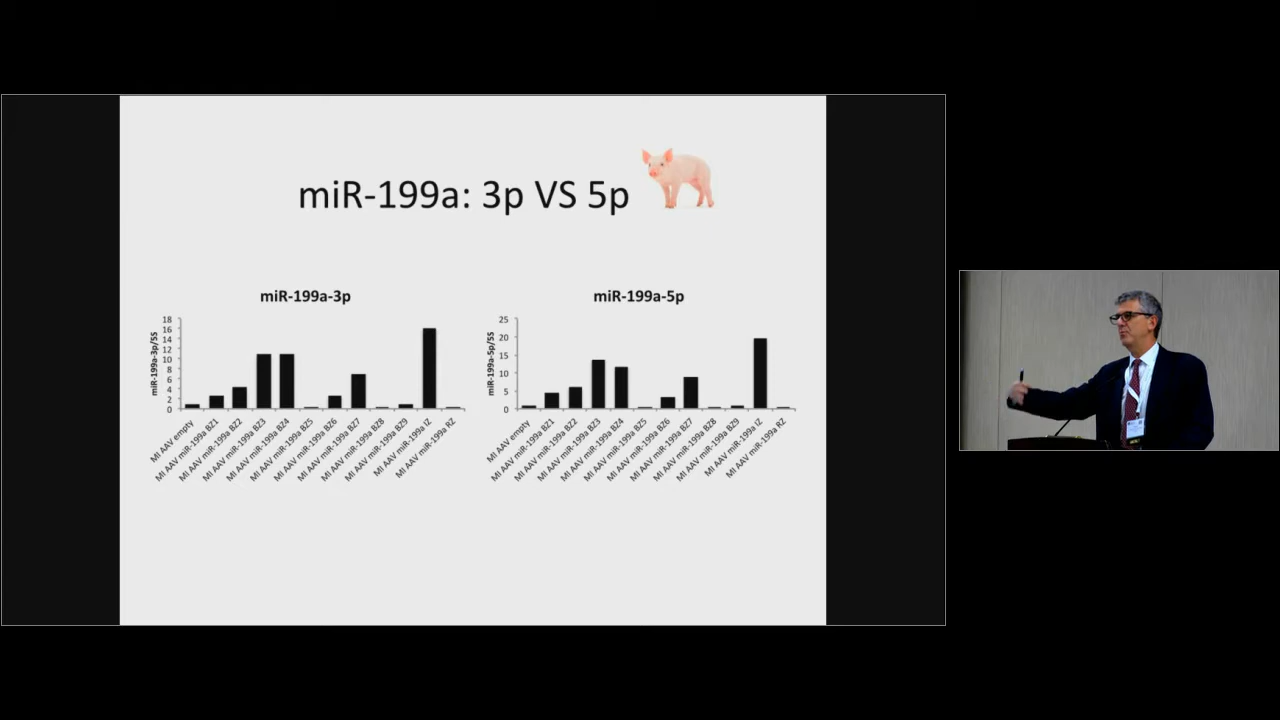 miR-199a: 3p VS 5p
miR-199a-3p
miR-199a-3p/5S
18
16
14
12
10
8
6
4
2
0
MI AAV empty
MI AAV miR-199a BZ1
MI AAV miR-199a BZ2
MI AAV miR-199a BZ3
MI AAV miR-199a BZ4
MI AAV miR-199a BZ5
MI AAV miR-199a BZ6
MI AAV miR-199a BZ7
MI AAV miR-199a BZ8
MI AAV miR-199a BZ9
MI AAV miR-199a IZ
MI AAV miR-199a RZ
miR-199a-5p
miR-199a-5p/5S
25
20
15
10
5
0
MI AAV empty
MI AAV miR-199a BZ1
MI AAV miR-199a BZ2
MI AAV miR-199a BZ3
MI AAV miR-199a BZ4
MI AAV miR-199a BZ5
MI AAV miR-199a BZ6
MI AAV miR-199a BZ7
MI AAV miR-199a BZ8
MI AAV miR-199a BZ9
MI AAV miR-199a IZ
MI AAV miR-199a RZ